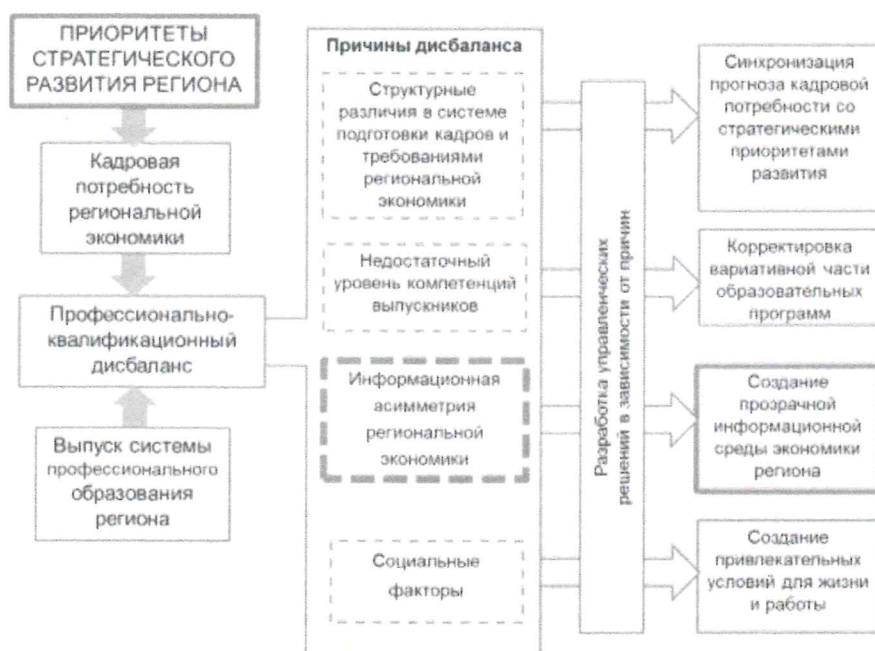 ПРИОРИТЕТЫ
СТРАТЕГИЧЕСКОГО
РАЗВИТИЯ РЕГИОНА
Кадровая
потребность
региональной
экономики
Профессионально-
квалификационный
дисбаланс
Выпуск системы
профессионального
образования
региона
Причины дисбаланса
Структурные
различия в системе
подготовки кадров и
требованиями
региональной
экономики
Недостаточный
уровень компетенций
выпускников
Информационная
асимметрия
региональной
экономики
Социальные
факторы
Разработка управленческих
решений в зависимости от причин
Синхронизация
прогноза кадровой
потребности со
стратегическими
приоритетами
развития
Корректировка
вариативной части
образовательных
программ
Создание
прозрачной
информационной
среды экономики
региона
Создание
привлекательных
условий для жизни
и работы